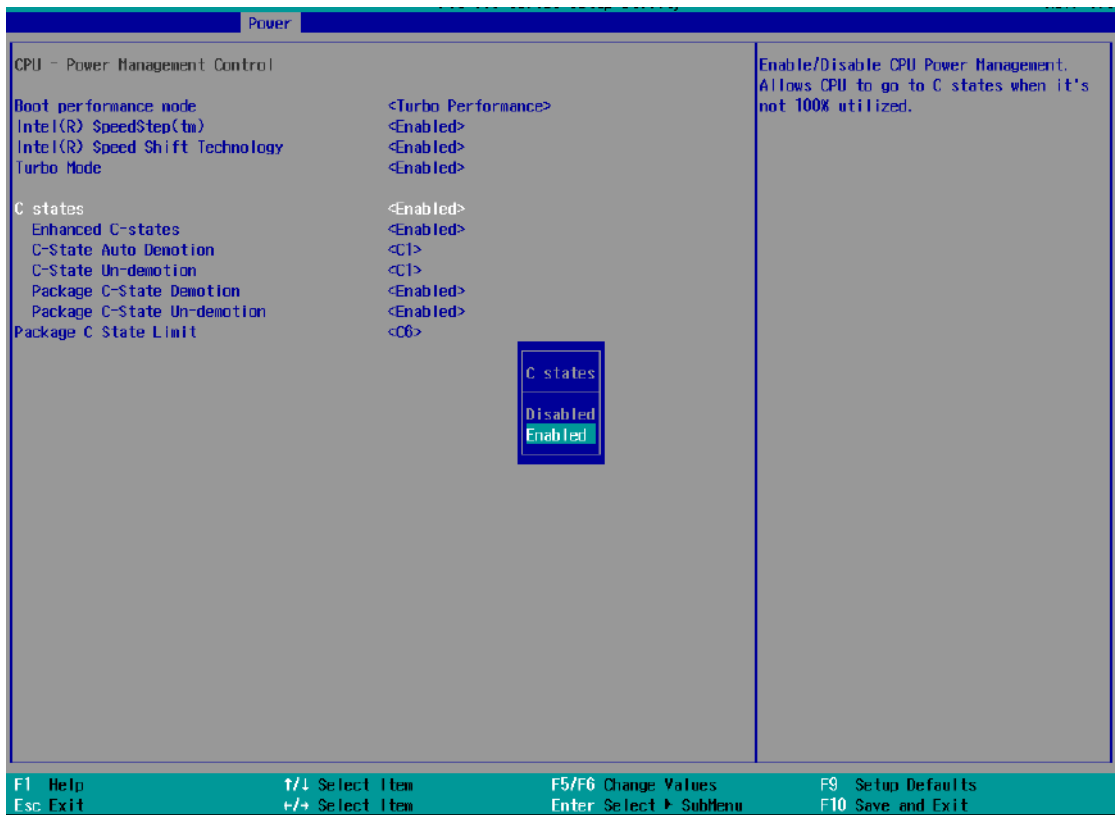 Power
CPU - Power Management Control
Boot performance mode <Turbo Performance>
Intel(R) SpeedStep(tm) <Enabled>
Intel(R) Speed Shift Technology <Enabled>
Turbo Mode <Enabled>
C states <Enabled>
Enhanced C-states <Enabled>
C-State Auto Demotion <C1>
C-State Un-demotion <C1>
Package C-State Demotion <Enabled>
Package C-State Un-demotion <Enabled>
Package C State Limit <C6>
C states
Disabled
Enabled
Enable/Disable CPU Power Management.
Allows CPU to go to C states when it's
not 100% utilized.
F1 Help ↑/↓ Select Item F5/F6 Change Values F9 Setup Defaults
Esc Exit ←/→ Select Item Enter Select ▶ SubMenu F10 Save and Exit